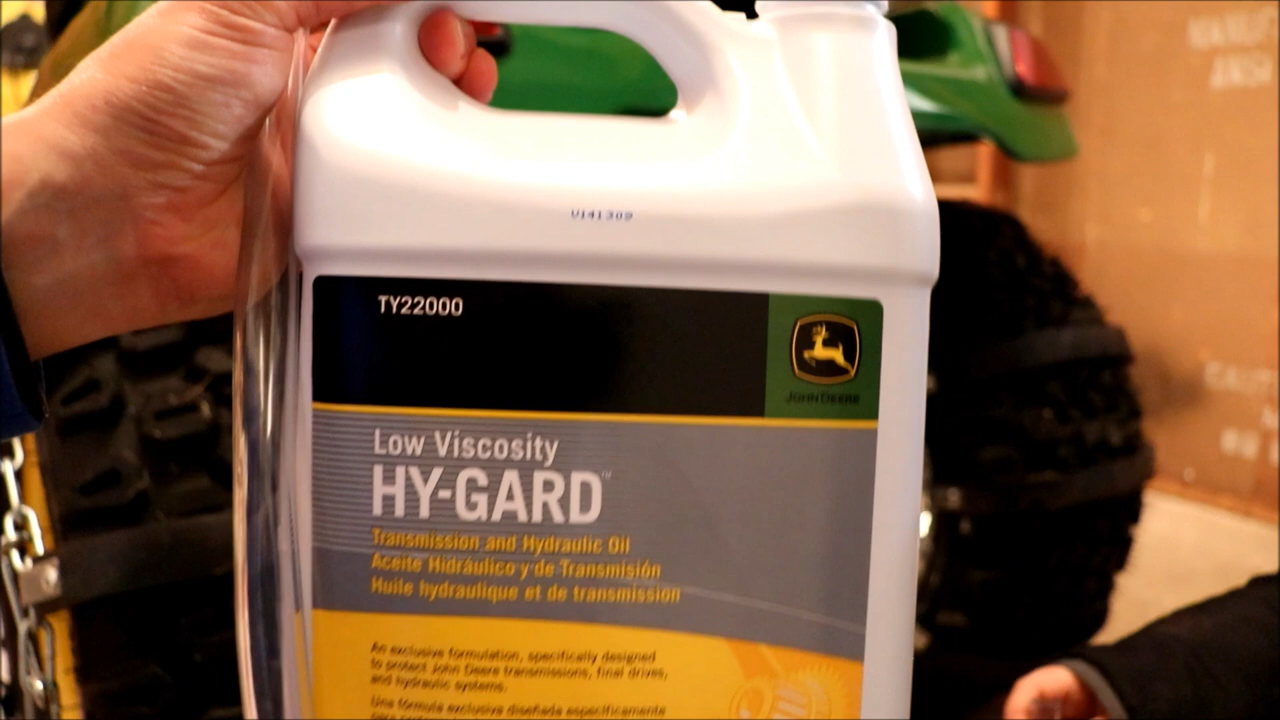 U141309
TY22000
JOHN DEERE
Low Viscosity
HY-GARD™
Transmission and Hydraulic Oil
Aceite Hidráulico y de Transmisión
Huile hydraulique et de transmission
An exclusive formulation, specifically designed
to protect John Deere transmissions, final drives,
and hydraulic systems.
Una fórmula exclusiva diseñada específicamente